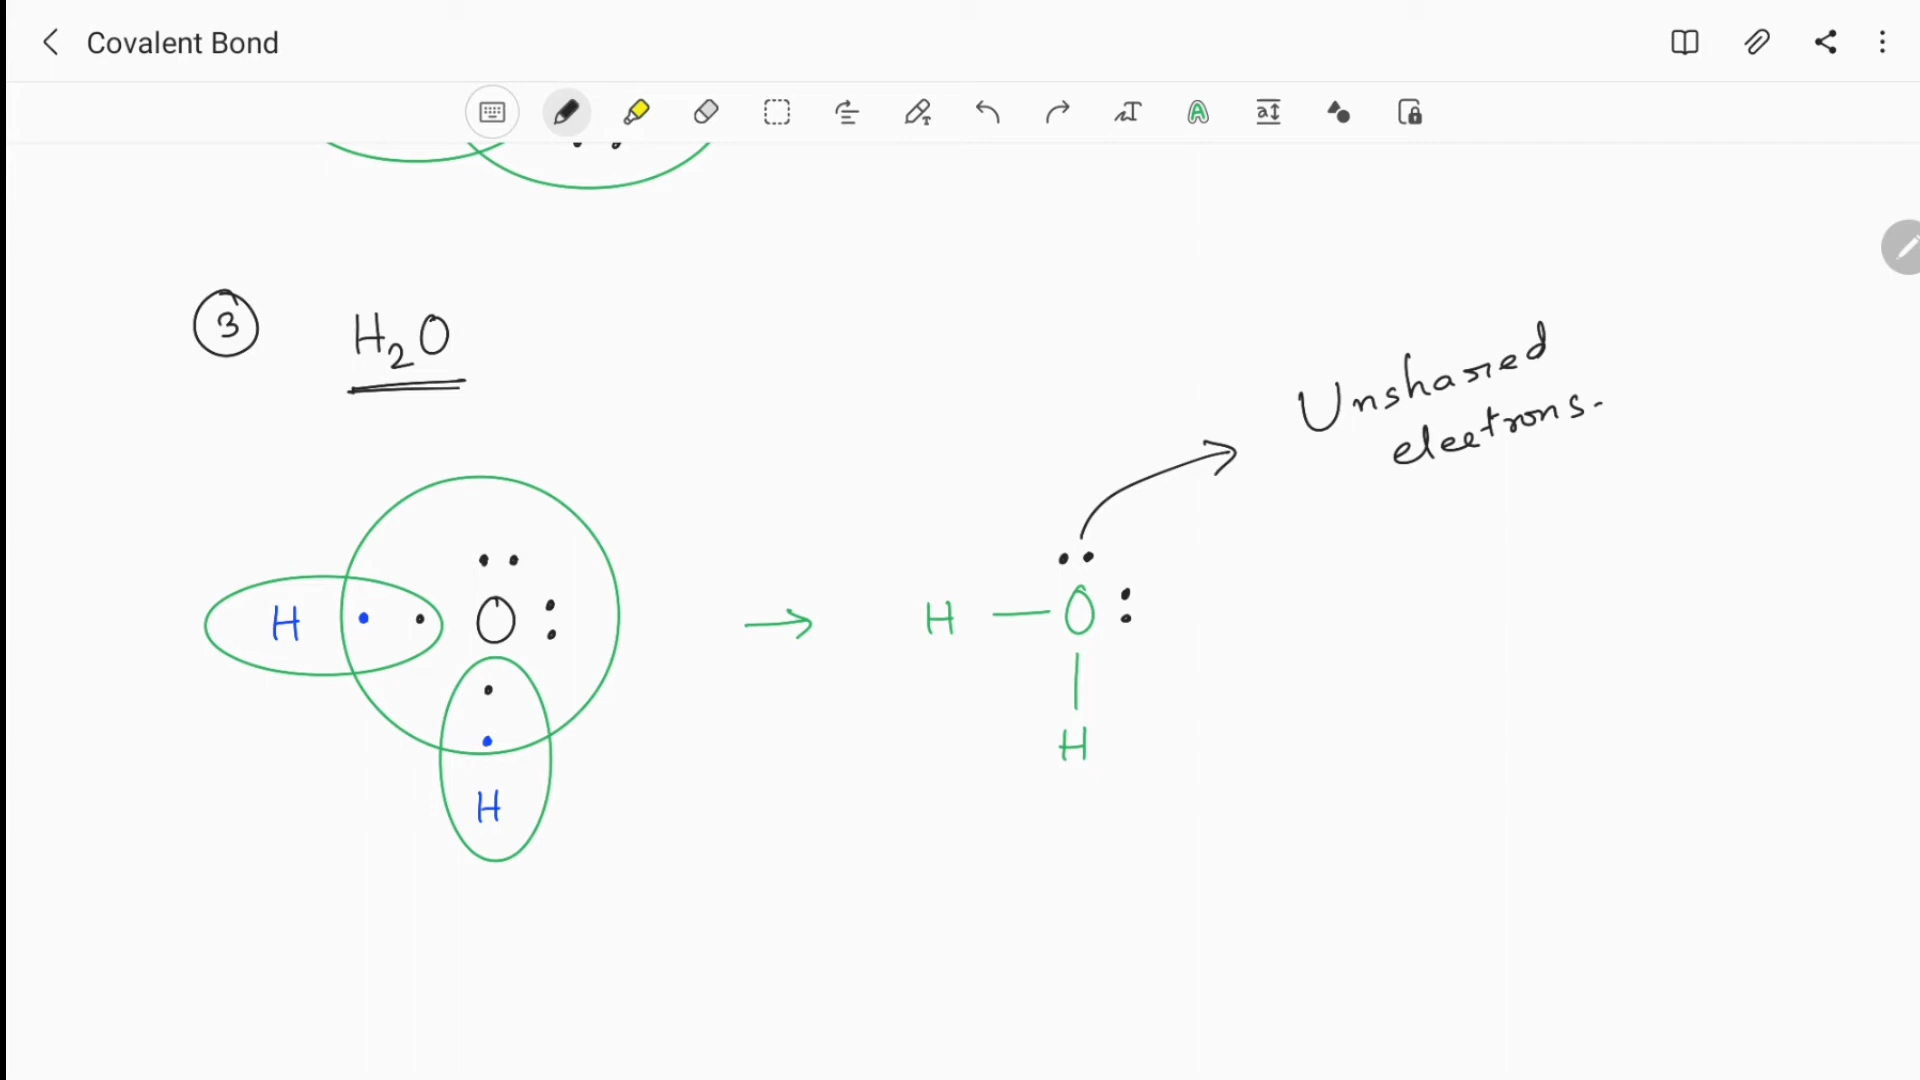 Covalent Bond
3
H2O
Unshared
electrons.
H O
H O
H
H